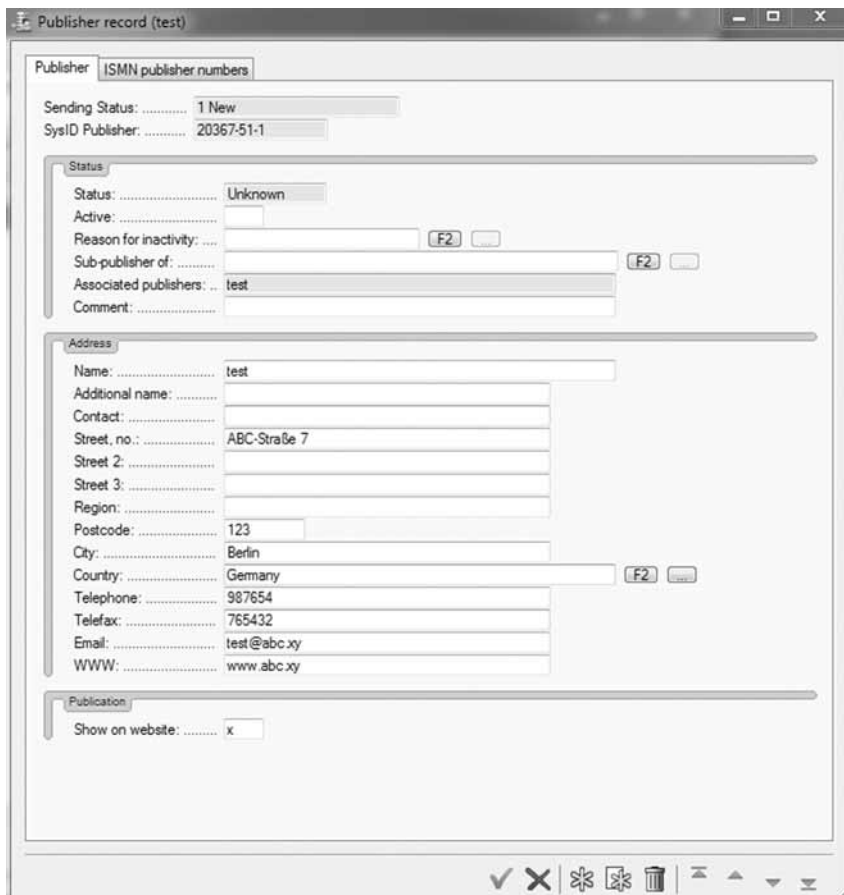 Publisher record (test)
Publisher ISMN publisher numbers
Sending Status: ............ 1 New
SysID Publisher: ........... 20367-51-1
Status
Status: ......................... Unknown
Active: .........................
Reason for inactivity: .... F2 ...
Sub-publisher of: .......... F2 ...
Associated publishers: .. test
Comment: ......................
Address
Name: ......................... test
Additional name: ..........
Contact: ......................
Street, no.: .................. ABC-Straße 7
Street 2: ......................
Street 3: ......................
Region: .......................
Postcode: .................... 123
City: ............................ Berlin
Country: ....................... Germany F2 ...
Telephone: .................. 987654
Telefax: ....................... 765432
Email: .......................... test@abc.xy
WWW: ......................... www.abc.xy
Publication
Show on website: ......... x